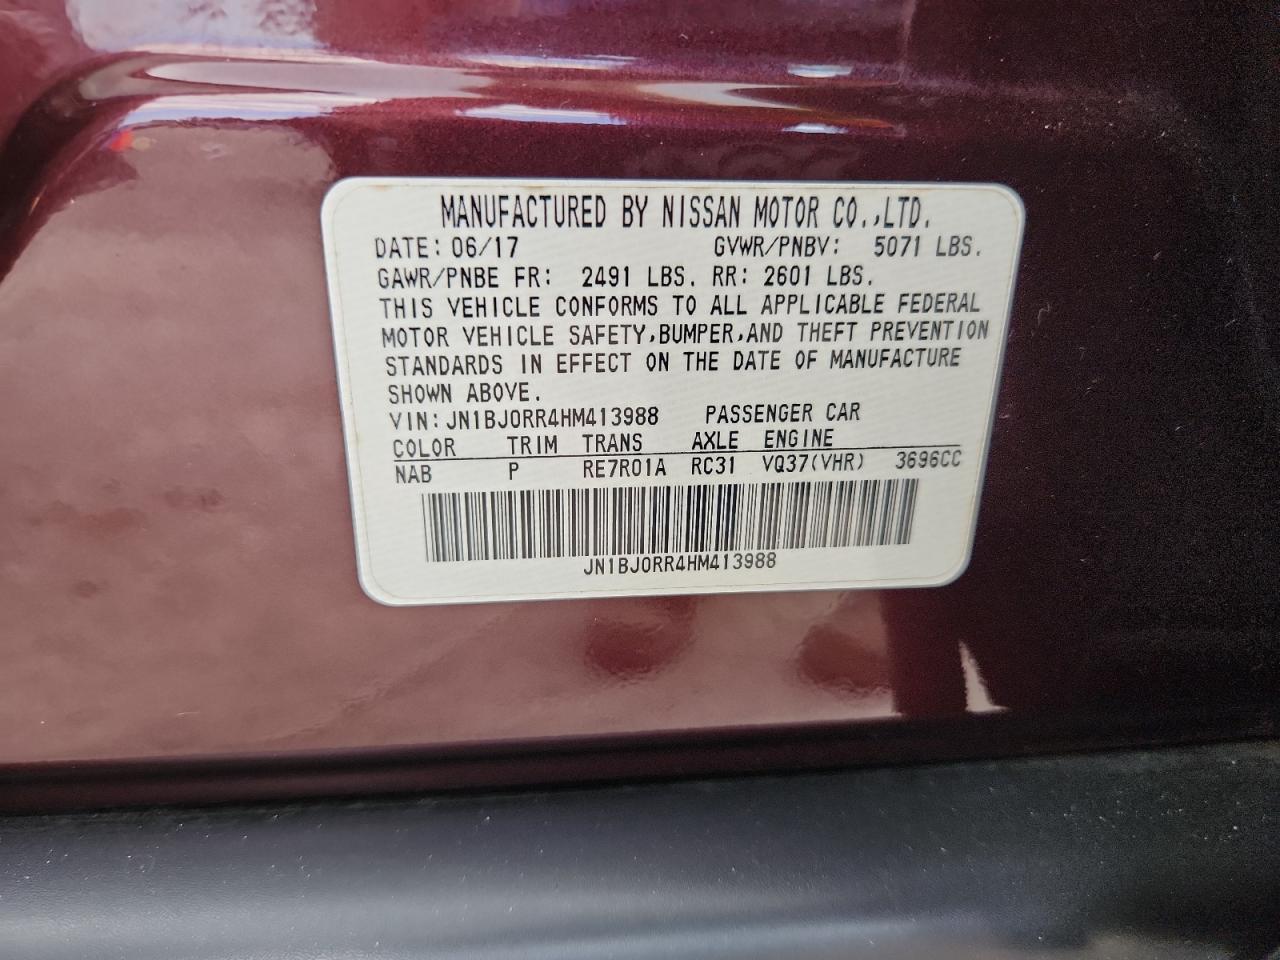 MANUFACTURED BY NISSAN MOTOR CO.,LTD.
DATE: 06/17 GVWR/PNBV: 5071 LBS.
GAWR/PNBE FR: 2491 LBS. RR: 2601 LBS.
THIS VEHICLE CONFORMS TO ALL APPLICABLE FEDERAL
MOTOR VEHICLE SAFETY,BUMPER,AND THEFT PREVENTION
STANDARDS IN EFFECT ON THE DATE OF MANUFACTURE
SHOWN ABOVE.
VIN: JN1BJ0RR4HM413988 PASSENGER CAR
COLOR TRIM TRANS AXLE ENGINE
NAB P RE7R01A RC31 VQ37(VHR) 3696CC
JN1BJ0RR4HM413988